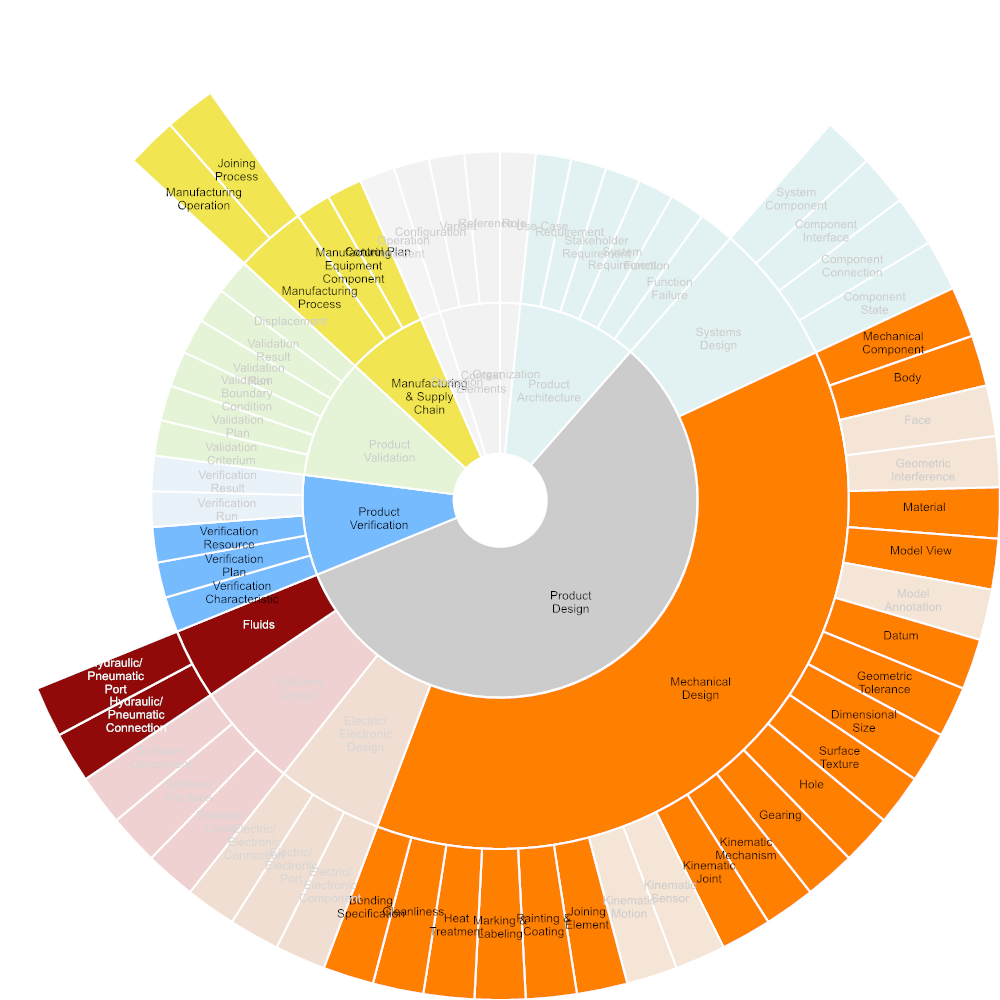 Joining
Process
Manufacturing
Operation
Manufacturing
Equipment
Component
Control Plan
Manufacturing
Process
Manufacturing
& Supply
Chain
Configuration
Variant
Reference
Role
Use Case
Requirement
Stakeholder
Requirement
System
Requirement
Function
Function
Failure
System
Component
Component
Interface
Component
Connection
Component
State
Systems
Design
Product
Architecture
Organization
Context
Elements
Displacement
Validation
Result
Validation
Run
Validation
Boundary
Condition
Validation
Plan
Validation
Criterium
Product
Validation
Verification
Result
Verification
Run
Verification
Resource
Verification
Plan
Verification
Characteristic
Product
Verification
Product
Design
Mechanical
Design
Mechanical
Component
Body
Face
Geometric
Interference
Material
Model View
Model
Annotation
Datum
Geometric
Tolerance
Dimensional
Size
Surface
Texture
Hole
Gearing
Kinematic
Mechanism
Kinematic
Joint
Kinematic
Sensor
Kinematic
Motion
Joining
Element
Painting &
Coating
Marking &
Labeling
Heat
Treatment
Cleanliness
Bonding
Specification
Electric/
Electronic
Component
Electric/
Electronic
Port
Electric/
Electronic
Connection
Electric/
Electronic
Design
Fluids
Hydraulic/
Pneumatic
Port
Hydraulic/
Pneumatic
Connection